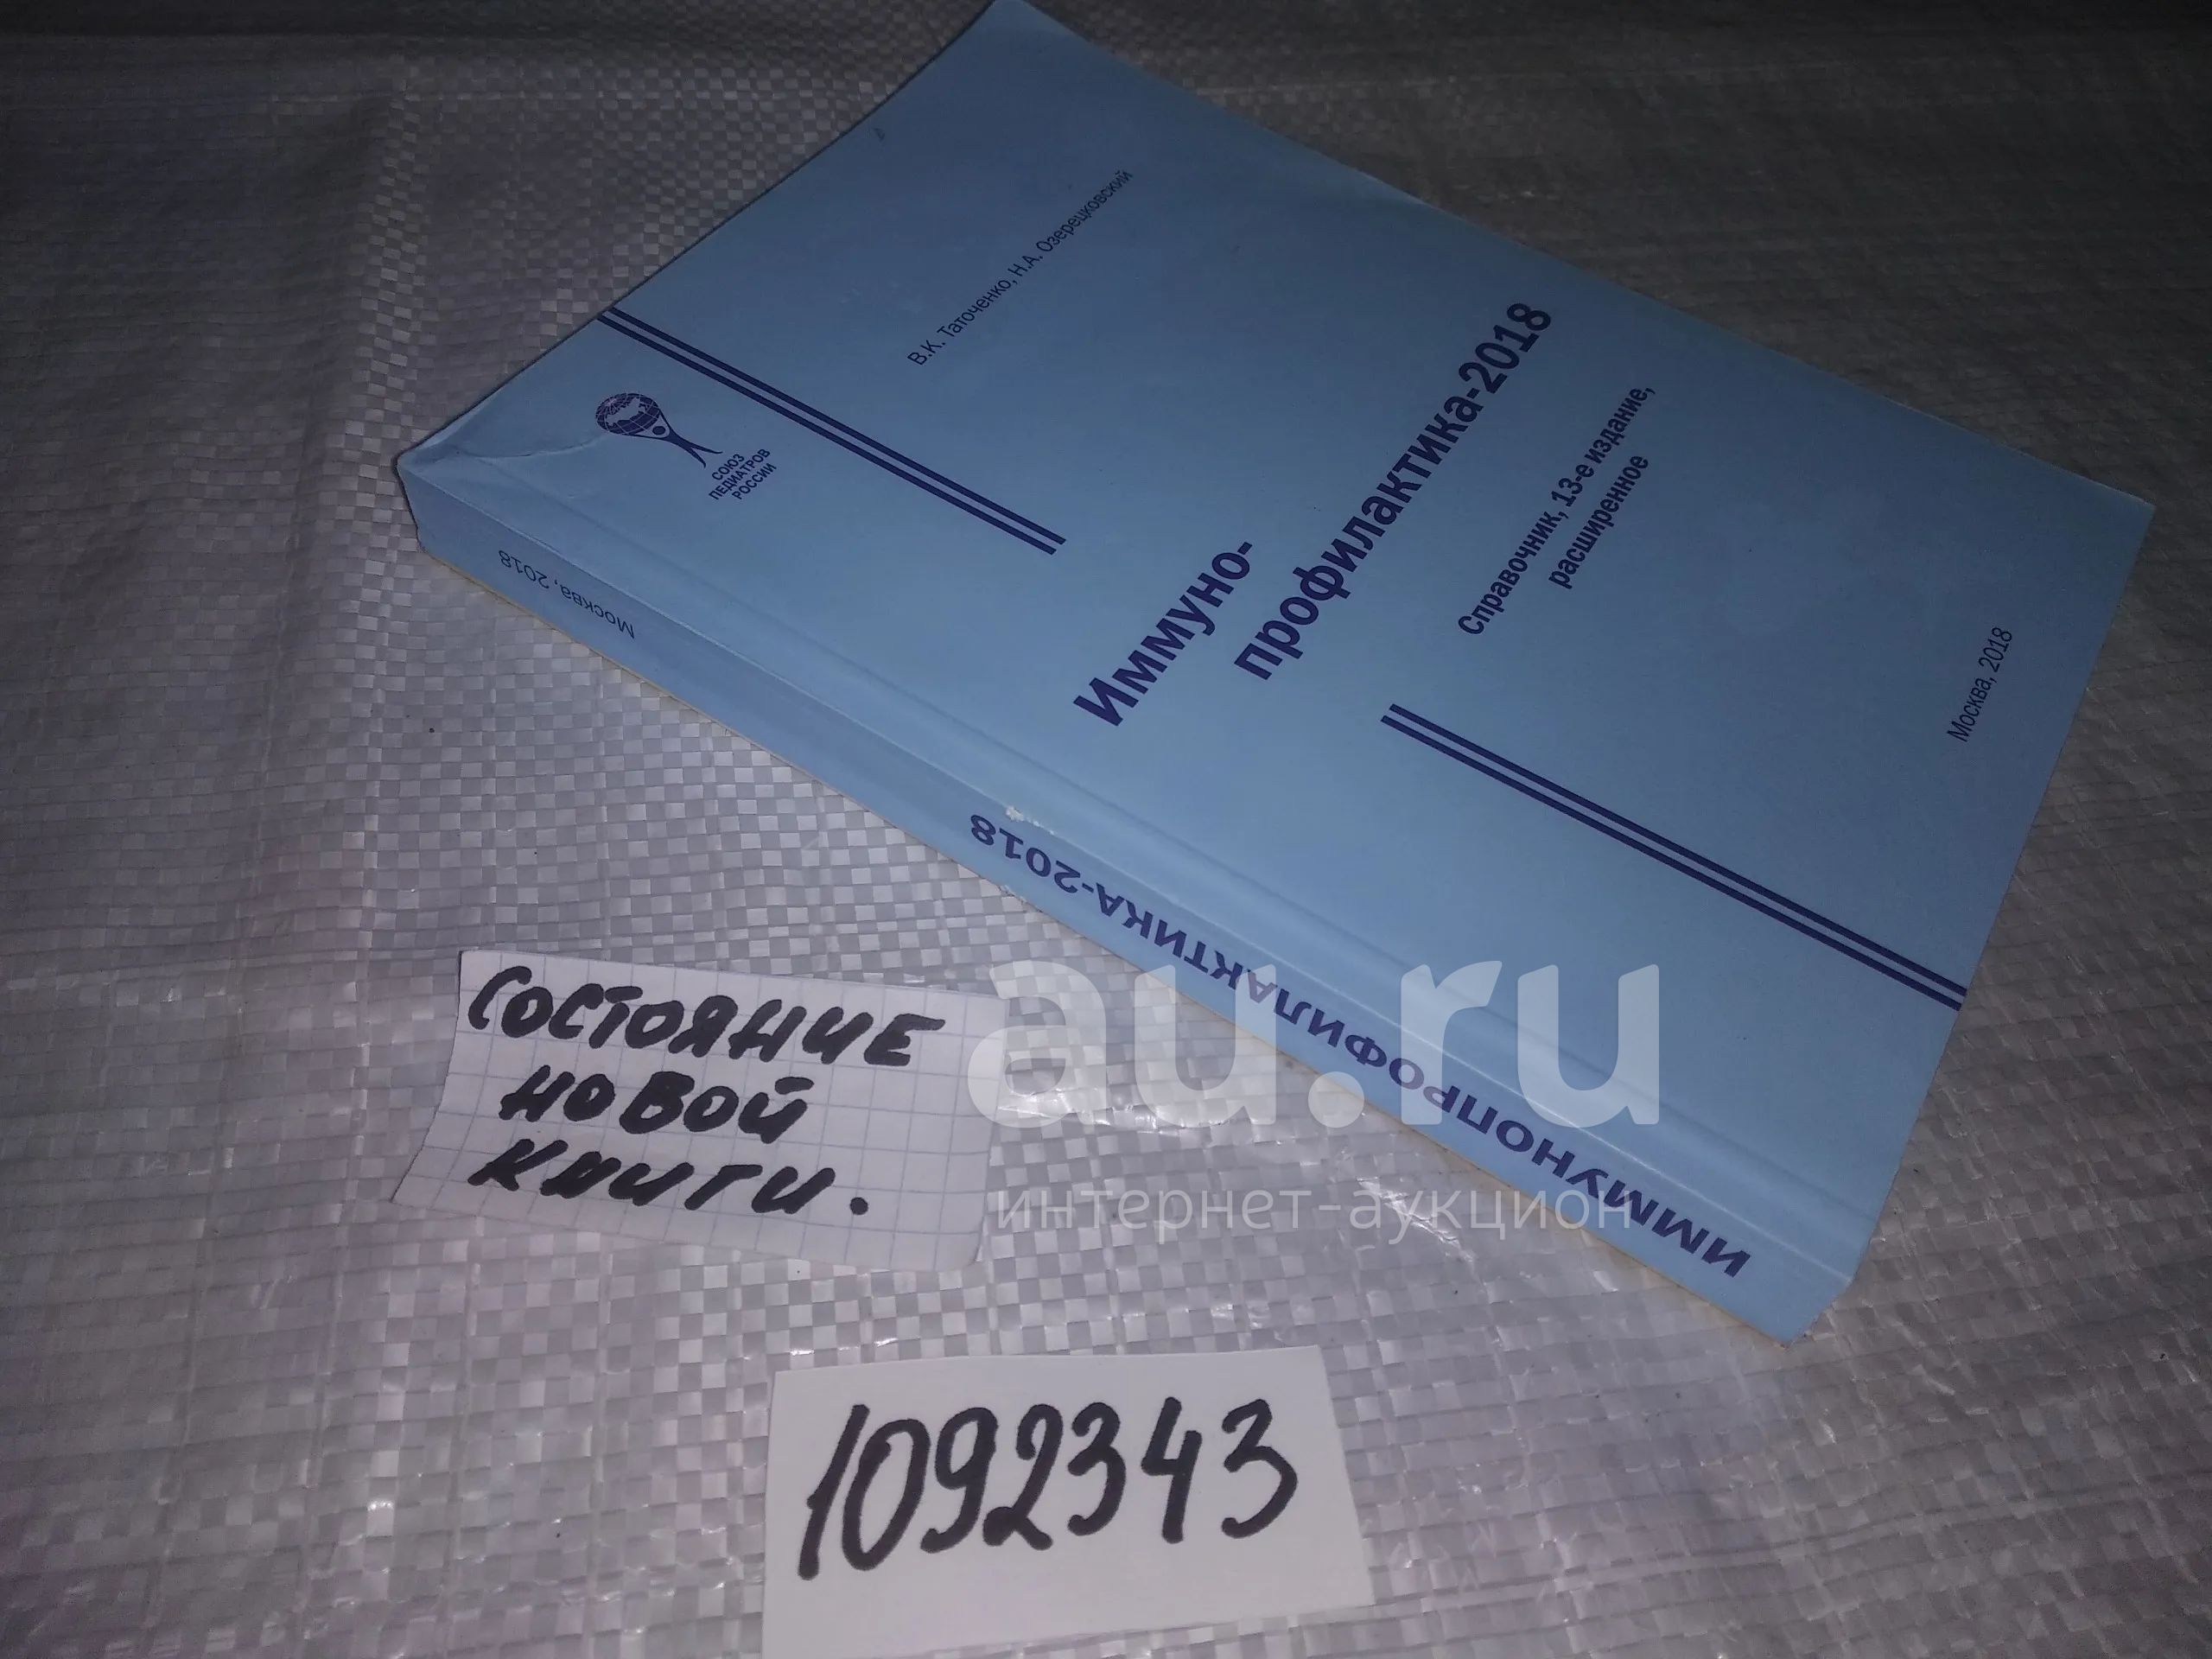 В.К. Таточенко, Н.А. Озерецковский
СОЮЗ
ПЕДИАТРОВ
РОССИИ
Иммуно-
профилактика-2018
Справочник, 13-е издание,
расширенное
Москва, 2018
ИММУНОПРОФИЛАКТИКА-2018
Москва, 2018
СОСТОЯНИЕ
НОВОЙ
КНИГИ.
au.ru
интернет-аукцион
1092343